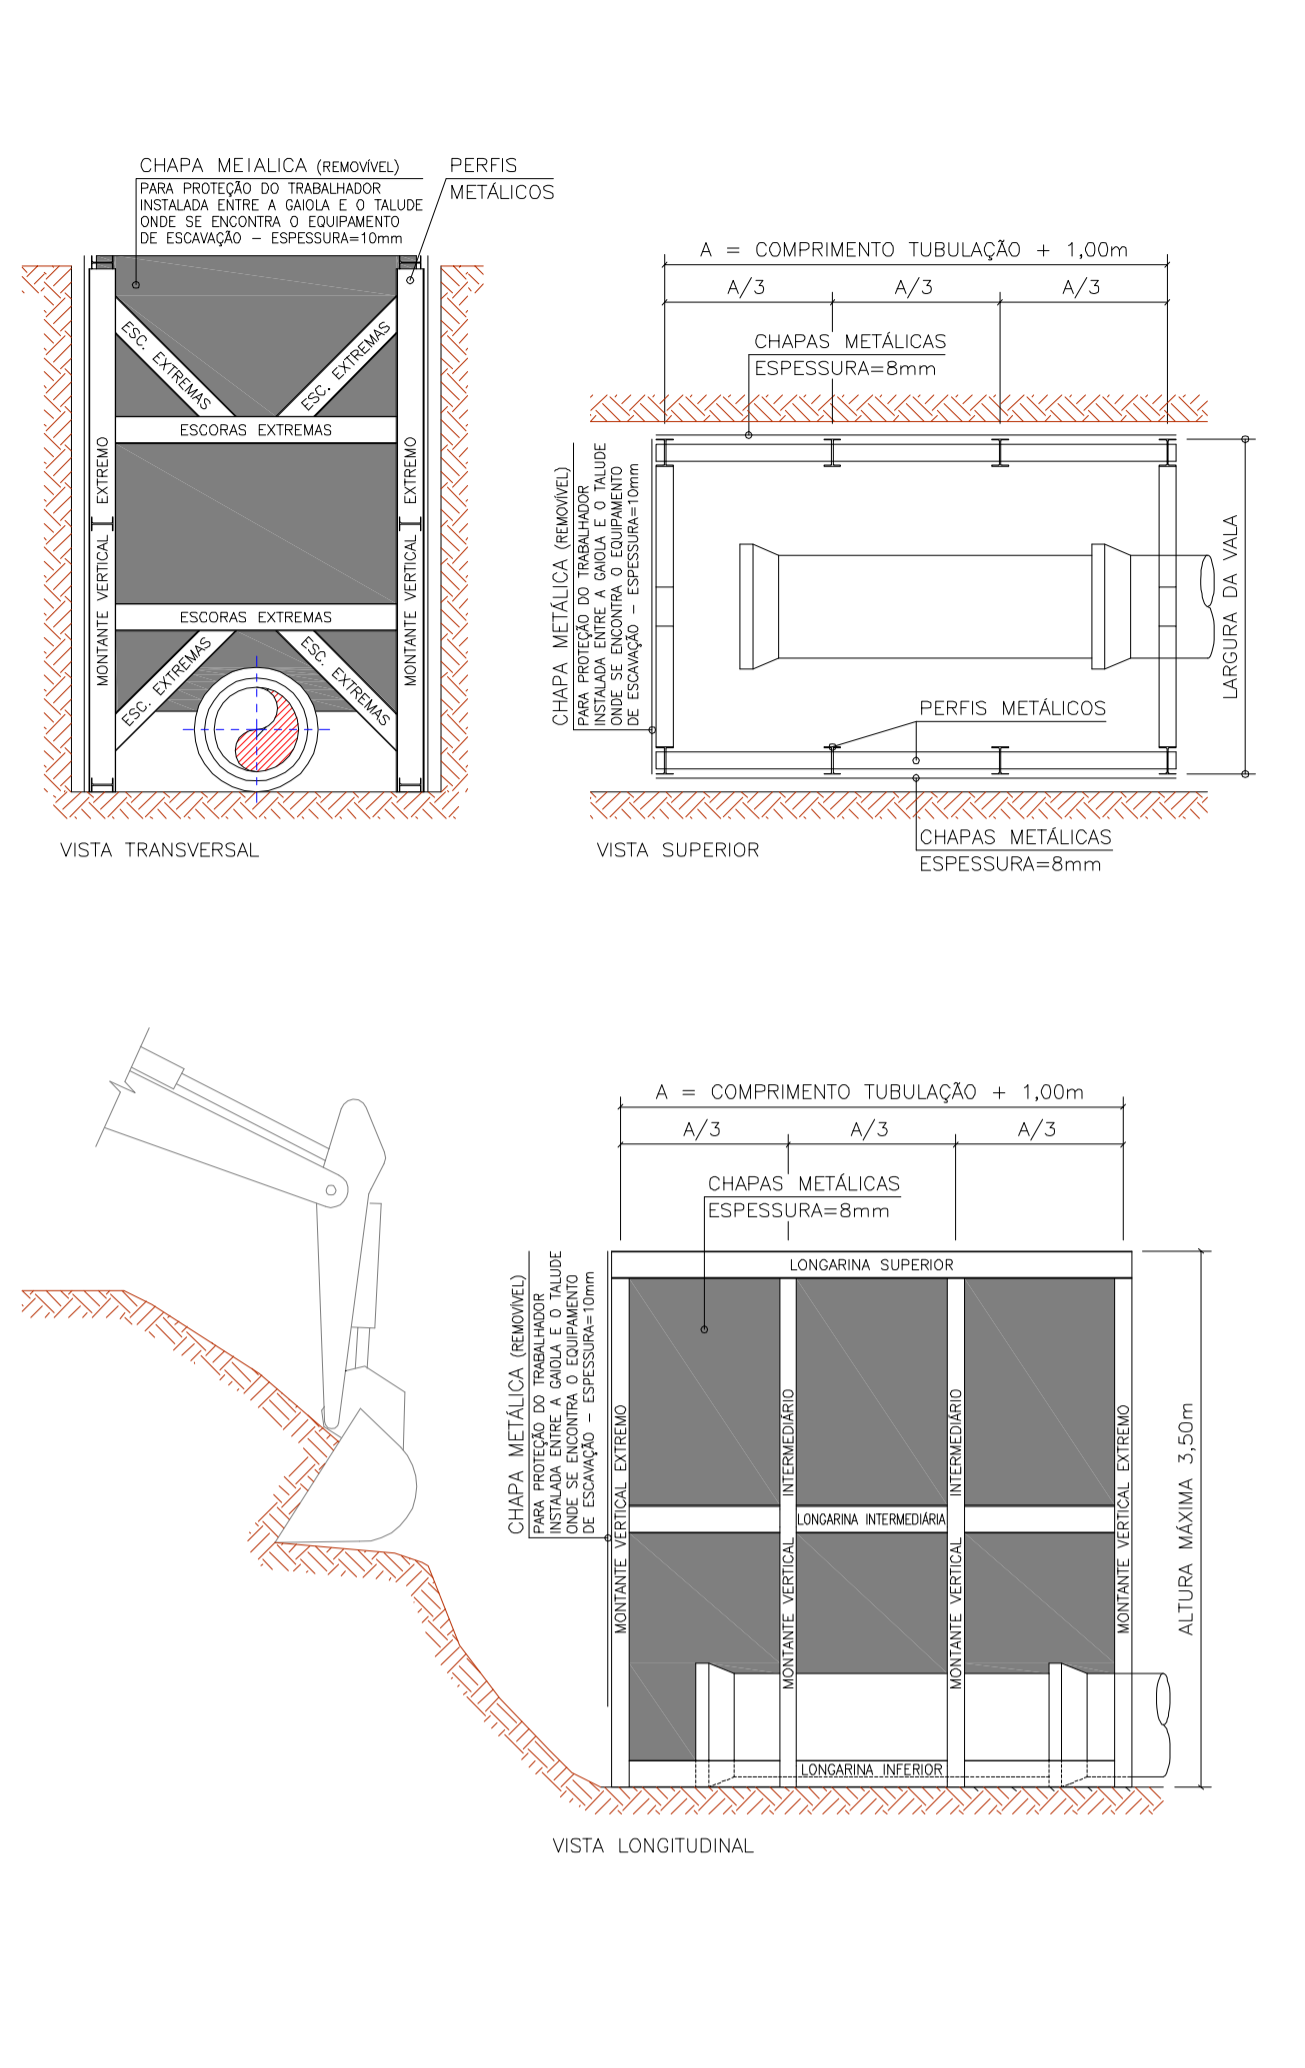 CHAPA MEIALICA (REMOVÍVEL)
PARA PROTEÇÃO DO TRABALHADOR
INSTALADA ENTRE A GAIOLA E O TALUDE
ONDE SE ENCONTRA O EQUIPAMENTO
DE ESCAVAÇÃO - ESPESSURA=10mm
PERFIS
METÁLICOS
ESC. EXTREMAS
ESC. EXTREMAS
ESCORAS EXTREMAS
MONTANTE VERTICAL EXTREMO
MONTANTE VERTICAL EXTREMO
ESCORAS EXTREMAS
ESC. EXTREMAS
ESC. EXTREMAS
VISTA TRANSVERSAL
A = COMPRIMENTO TUBULAÇÃO + 1,00m
A/3
A/3
A/3
CHAPAS METÁLICAS
ESPESSURA=8mm
CHAPA METÁLICA (REMOVÍVEL)
PARA PROTEÇÃO DO TRABALHADOR
INSTALADA ENTRE A GAIOLA E O TALUDE
ONDE SE ENCONTRA O EQUIPAMENTO
DE ESCAVAÇÃO - ESPESSURA=10mm
LARGURA DA VALA
PERFIS METÁLICOS
CHAPAS METÁLICAS
ESPESSURA=8mm
VISTA SUPERIOR
A = COMPRIMENTO TUBULAÇÃO + 1,00m
A/3
A/3
A/3
CHAPAS METÁLICAS
ESPESSURA=8mm
CHAPA METÁLICA (REMOVÍVEL)
PARA PROTEÇÃO DO TRABALHADOR
INSTALADA ENTRE A GAIOLA E O TALUDE
ONDE SE ENCONTRA O EQUIPAMENTO
DE ESCAVAÇÃO - ESPESSURA=10mm
LONGARINA SUPERIOR
MONTANTE VERTICAL EXTREMO
MONTANTE VERTICAL INTERMEDIÁRIO
LONGARINA INTERMEDIÁRIA
MONTANTE VERTICAL INTERMEDIÁRIO
MONTANTE VERTICAL EXTREMO
ALTURA MÁXIMA 3,50m
LONGARINA INFERIOR
VISTA LONGITUDINAL